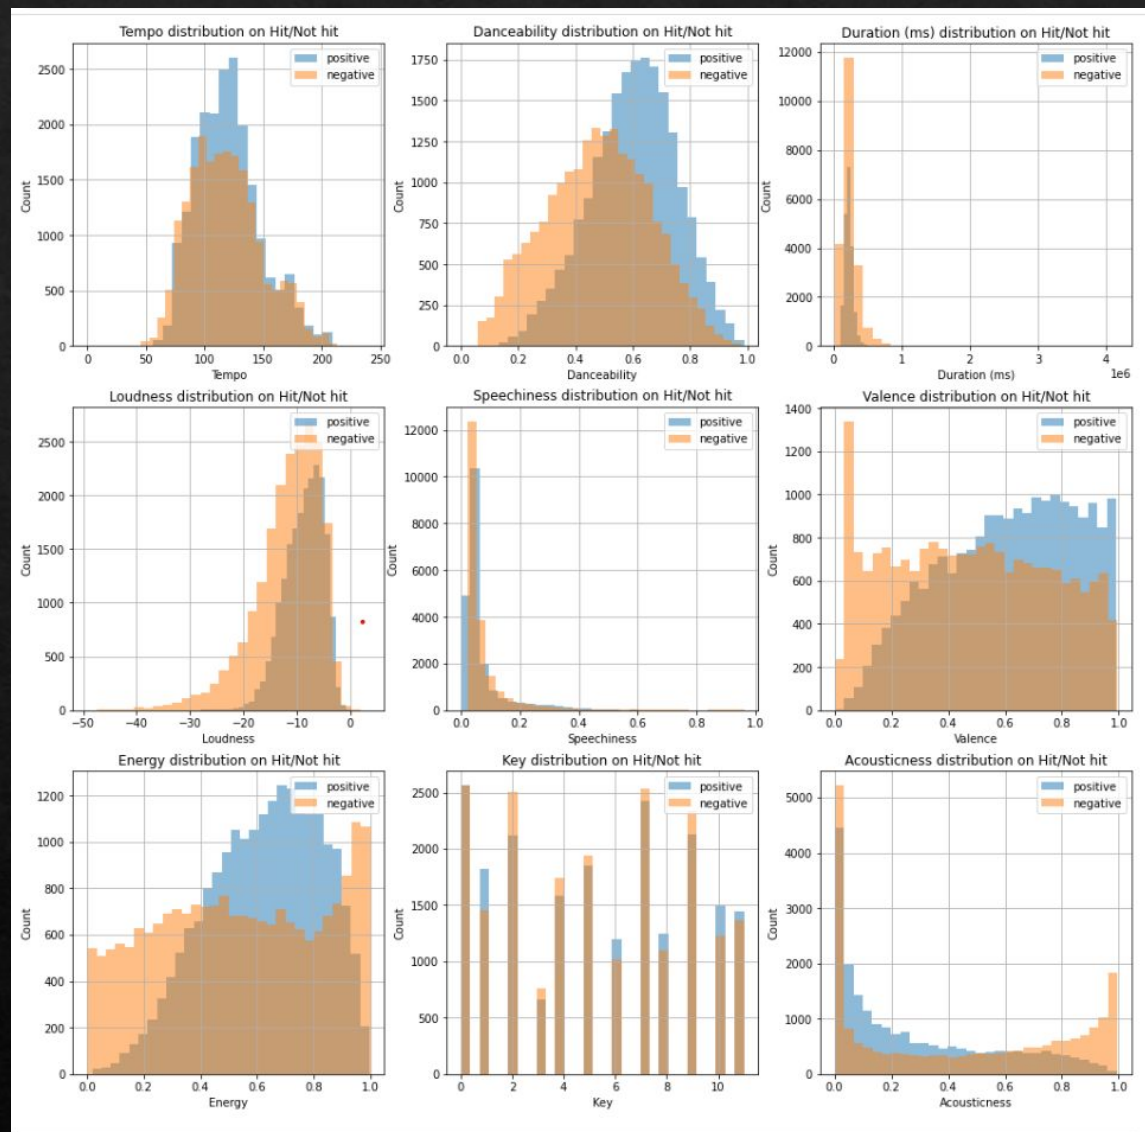 Tempo distribution on Hit/Not hit
positive
negative
2500
2000
1500
1000
500
0
Count
0 50 100 150 200 250
Tempo
Danceability distribution on Hit/Not hit
positive
negative
1750
1500
1250
1000
750
500
250
0
Count
0.0 0.2 0.4 0.6 0.8 1.0
Danceability
Duration (ms) distribution on Hit/Not hit
positive
negative
12000
10000
8000
6000
4000
2000
0
Count
0 1 2 3 4
1e6
Duration (ms)
Loudness distribution on Hit/Not hit
positive
negative
2500
2000
1500
1000
500
0
Count
−50 −40 −30 −20 −10 0
Loudness
Speechiness distribution on Hit/Not hit
positive
negative
12000
10000
8000
6000
4000
2000
0
Count
0.0 0.2 0.4 0.6 0.8 1.0
Speechiness
Valence distribution on Hit/Not hit
positive
negative
1400
1200
1000
800
600
400
200
0
Count
0.0 0.2 0.4 0.6 0.8 1.0
Valence
Energy distribution on Hit/Not hit
positive
negative
1200
1000
800
600
400
200
0
Count
0.0 0.2 0.4 0.6 0.8 1.0
Energy
Key distribution on Hit/Not hit
positive
negative
2500
2000
1500
1000
500
0
Count
0 2 4 6 8 10
Key
Acousticness distribution on Hit/Not hit
positive
negative
5000
4000
3000
2000
1000
0
Count
0.0 0.2 0.4 0.6 0.8 1.0
Acousticness